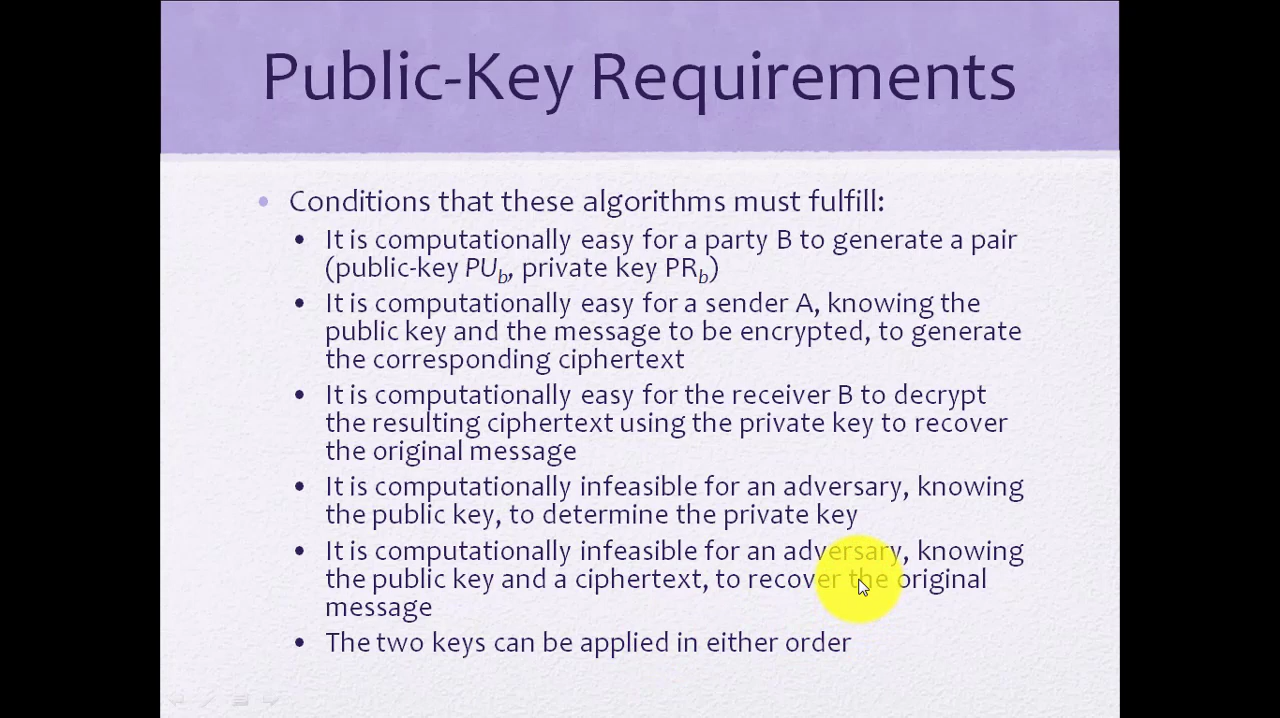 Public-Key Requirements
• Conditions that these algorithms must fulfill:
• It is computationally easy for a party B to generate a pair
(public-key PUb, private key PRb)
• It is computationally easy for a sender A, knowing the
public key and the message to be encrypted, to generate
the corresponding ciphertext
• It is computationally easy for the receiver B to decrypt
the resulting ciphertext using the private key to recover
the original message
• It is computationally infeasible for an adversary, knowing
the public key, to determine the private key
• It is computationally infeasible for an adversary, knowing
the public key and a ciphertext, to recover the original
message
• The two keys can be applied in either order